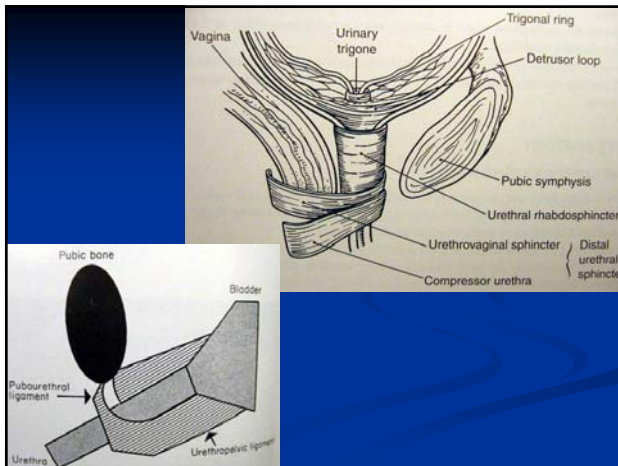 Trigonal ring
Urinary
trigone
Vagina
Detrusor loop
Pubic symphysis
Urethral rhabdosphincter
Urethrovaginal sphincter
Distal
urethral
sphincte
Compressor urethra
Pubic bone
Bladder
Pubourethral
ligament
Urethra
Urethropelvic ligament